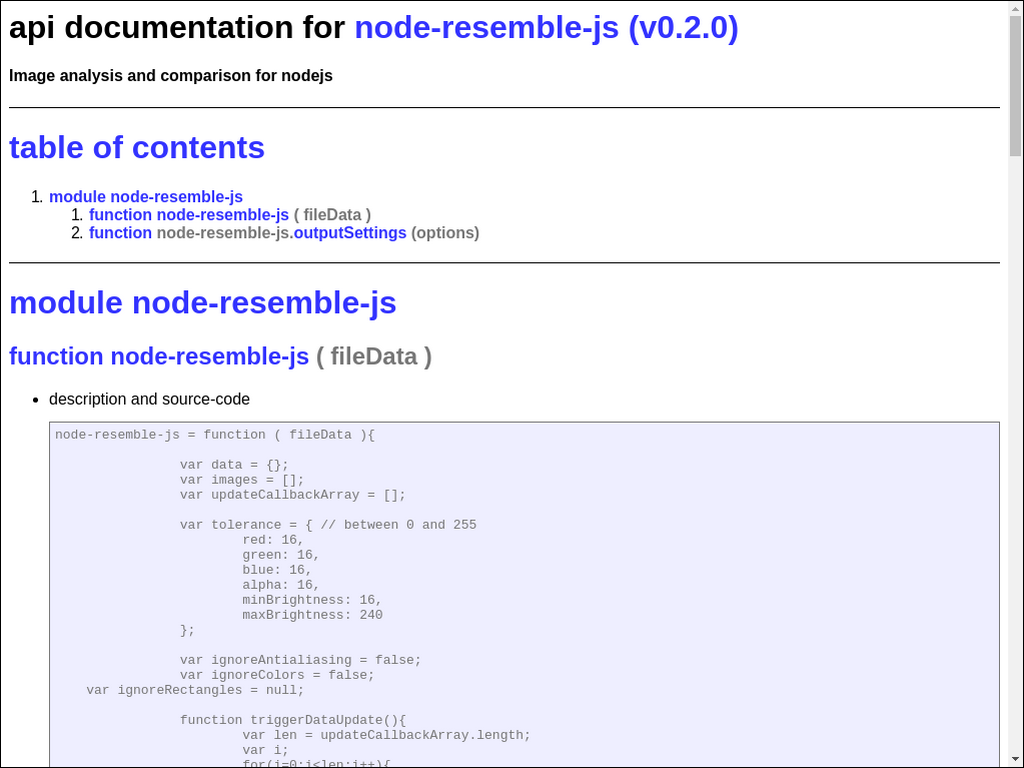 api documentation for node-resemble-js (v0.2.0)
Image analysis and comparison for nodejs
table of contents
1. module node-resemble-js
1. function node-resemble-js ( fileData )
2. function node-resemble-js.outputSettings (options)
module node-resemble-js
function node-resemble-js ( fileData )
• description and source-code
node-resemble-js = function ( fileData ){
var data = {};
var images = [];
var updateCallbackArray = [];
var tolerance = { // between 0 and 255
red: 16,
green: 16,
blue: 16,
alpha: 16,
minBrightness: 16,
maxBrightness: 240
};
var ignoreAntialiasing = false;
var ignoreColors = false;
var ignoreRectangles = null;
function triggerDataUpdate(){
var len = updateCallbackArray.length;
var i;
for(i=0;i<len;i++){